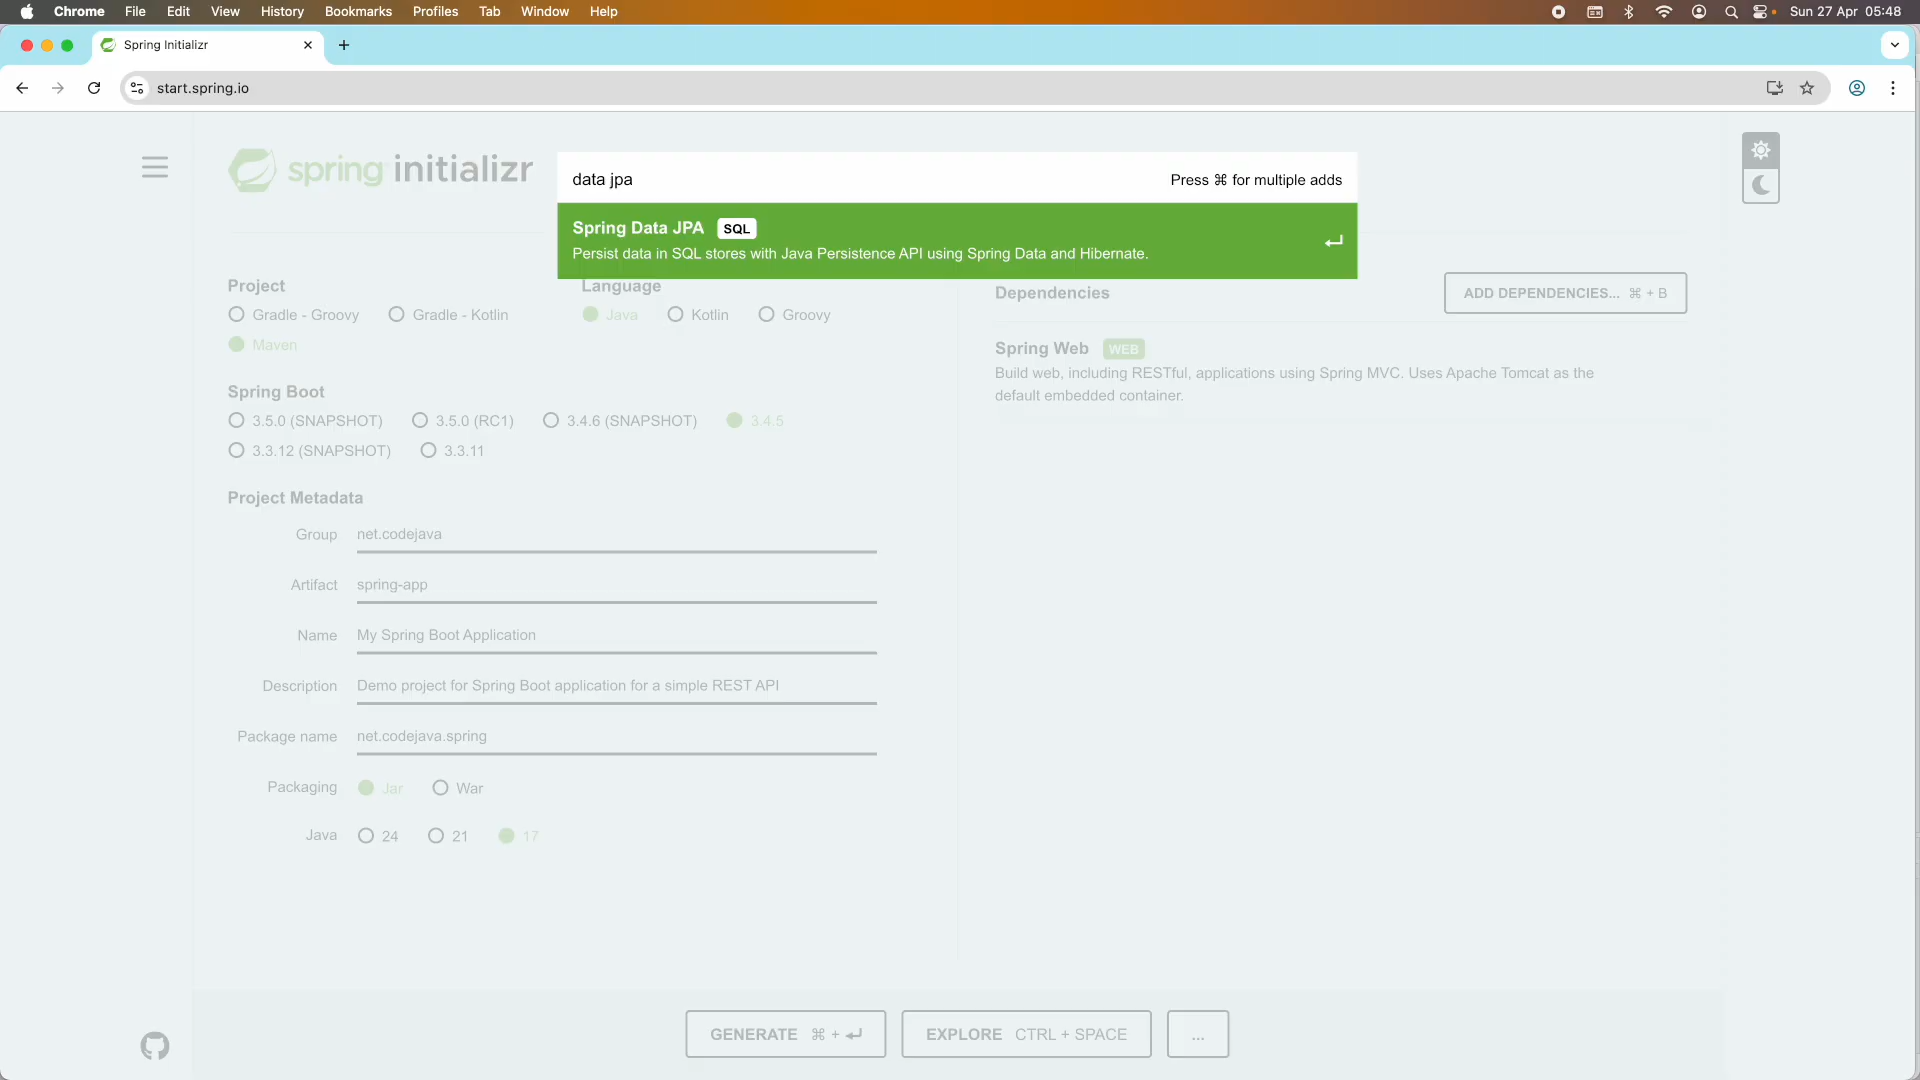 Chrome File Edit View History Bookmarks Profiles Tab Window Help Sun 27 Apr 05:48
Spring Initializr
start.spring.io
spring initializr
data jpa Press ⌘ for multiple adds
Spring Data JPA SQL
Persist data in SQL stores with Java Persistence API using Spring Data and Hibernate.
Project
Gradle - Groovy Gradle - Kotlin
Maven
Language
Java Kotlin Groovy
Spring Boot
3.5.0 (SNAPSHOT) 3.5.0 (RC1) 3.4.6 (SNAPSHOT) 3.4.5
3.3.12 (SNAPSHOT) 3.3.11
Project Metadata
Group net.codejava
Artifact spring-app
Name My Spring Boot Application
Description Demo project for Spring Boot application for a simple REST API
Package name net.codejava.spring
Packaging Jar War
Java 24 21 17
Dependencies ADD DEPENDENCIES... ⌘ + B
Spring Web WEB
Build web, including RESTful, applications using Spring MVC. Uses Apache Tomcat as the
default embedded container.
GENERATE ⌘ + ↵ EXPLORE CTRL + SPACE ...